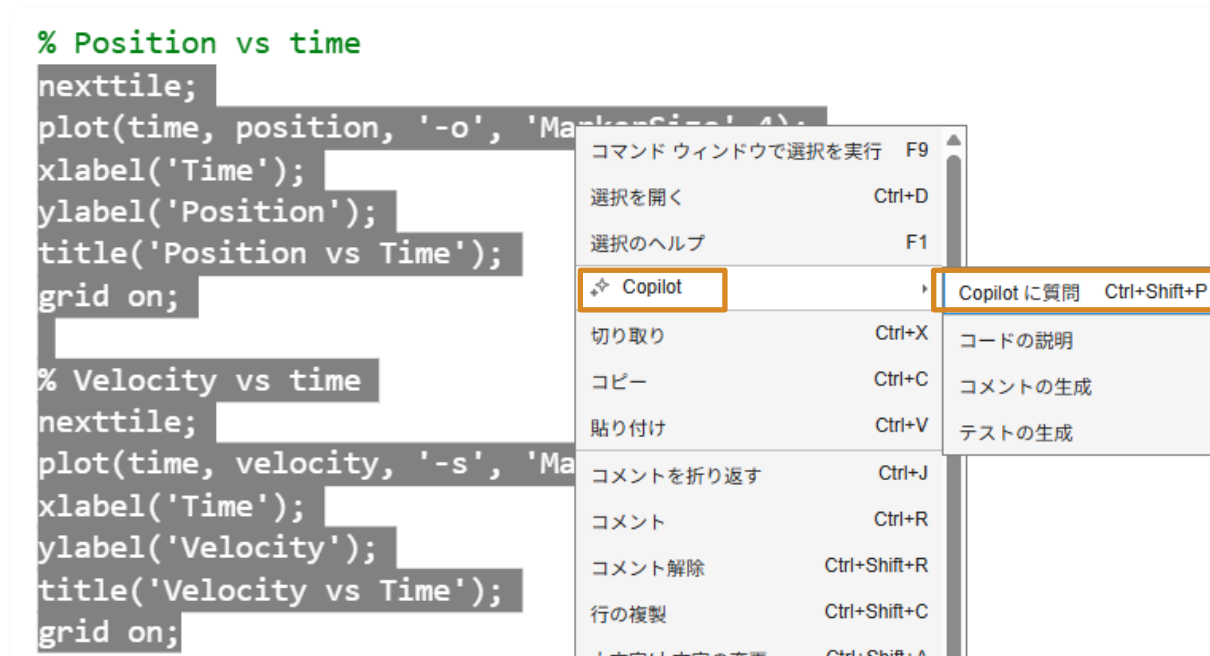 % Position vs time
nexttile;
plot(time, position, '-o', 'MarkerSize',4);
xlabel('Time');
ylabel('Position');
title('Position vs Time');
grid on;
% Velocity vs time
nexttile;
plot(time, velocity, '-s', 'Ma
xlabel('Time');
ylabel('Velocity');
title('Velocity vs Time');
grid on;
コマンド ウィンドウで選択を実行 F9
選択を開く Ctrl+D
選択のヘルプ F1
Copilot
切り取り Ctrl+X
コピー Ctrl+C
貼り付け Ctrl+V
コメントを折り返す Ctrl+J
コメント Ctrl+R
コメント解除 Ctrl+Shift+R
行の複製 Ctrl+Shift+C
Ctrl+Shift+A
Copilot に質問 Ctrl+Shift+P
コードの説明
コメントの生成
テストの生成